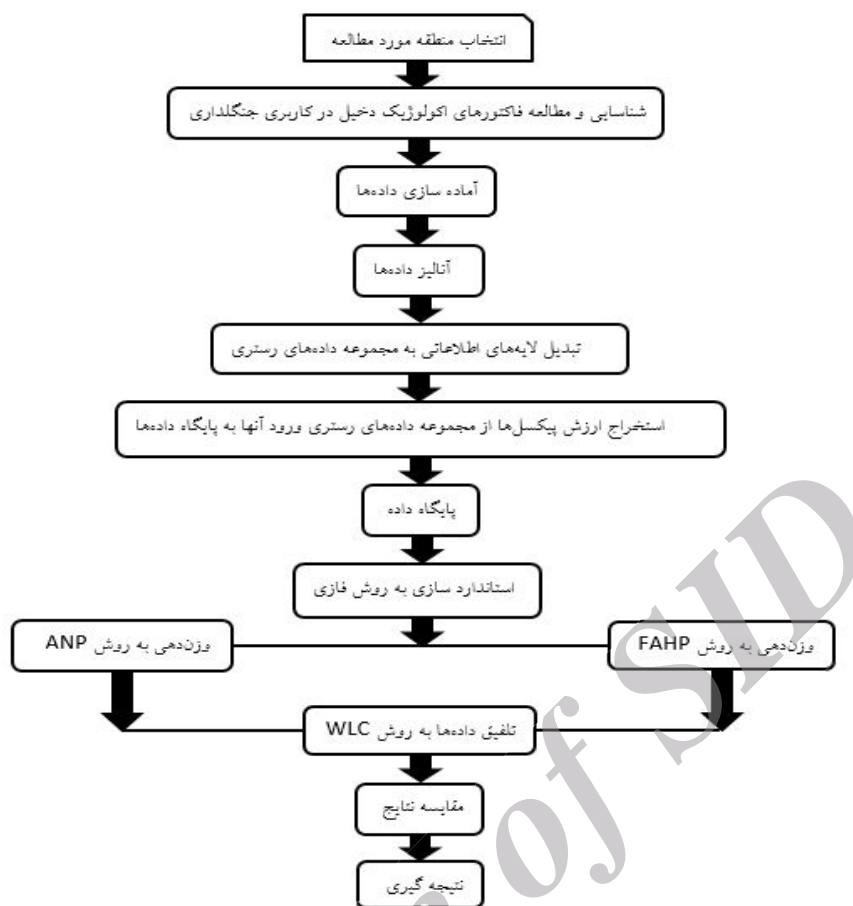 انتخاب منطقه مورد مطالعه
شناسایی و مطالعه فاکتورهای اکولوژیک دخیل در کاربری جنگلداری
آماده سازی داده‌ها
آنالیز داده‌ها
تبدیل لایه‌های اطلاعاتی به مجموعه داده‌های رستری
استخراج ارزش پیکسل‌ها از مجموعه داده‌های رستری ورود آنها به پایگاه داده‌ها
پایگاه داده
استاندارد سازی به روش فازی
وزن‌دهی به روش FAHP
وزن‌دهی به روش ANP
تلفیق داده‌ها به روش WLC
مقایسه نتایج
نتیجه گیری
of SID